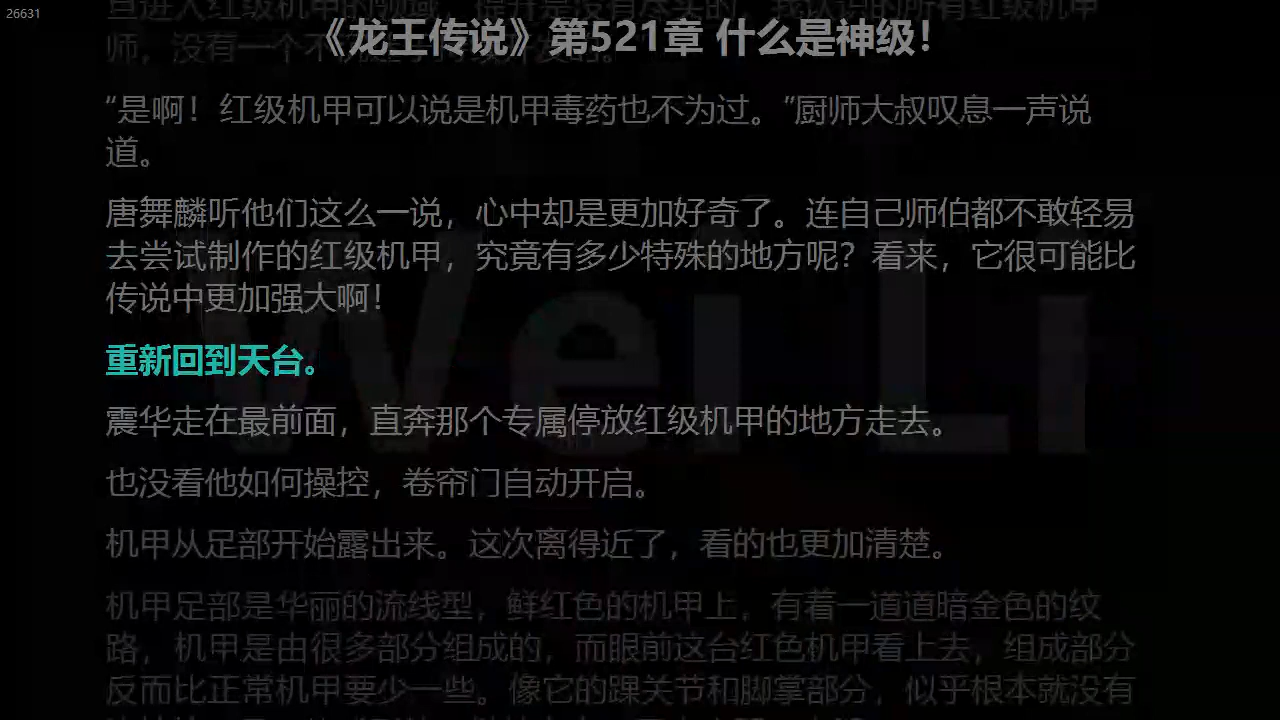 26631
《龙王传说》第521章 什么是神级！
师，没有一个不
“是啊！红级机甲可以说是机甲毒药也不为过。”厨师大叔叹息一声说
道。
唐舞麟听他们这么一说，心中却是更加好奇了。连自己师伯都不敢轻易
去尝试制作的红级机甲，究竟有多少特殊的地方呢？看来，它很可能比
传说中更加强大啊！
重新回到天台。
震华走在最前面，直奔那个专属停放红级机甲的地方走去。
也没看他如何操控，卷帘门自动开启。
机甲从足部开始露出来。这次离得近了，看的也更加清楚。
机甲足部是华丽的流线型，鲜红色的机甲上，有着一道道暗金色的纹
路，机甲是由很多部分组成的，而眼前这台红色机甲看上去，组成部分
反而比正常机甲要少一些。像它的踝关节和脚掌部分，似乎根本就没有
Wei Li